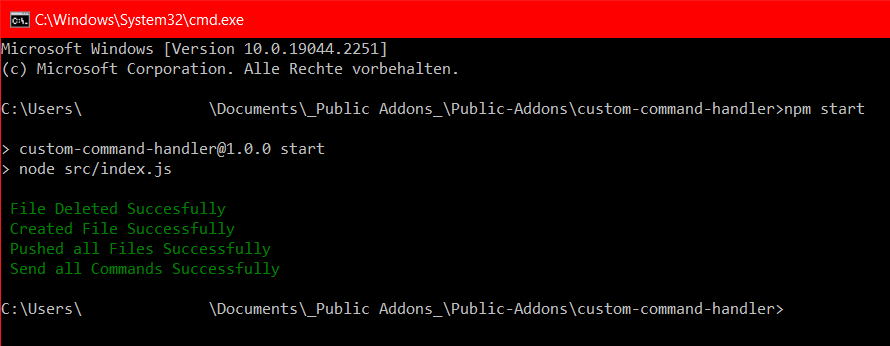 C:\Windows\System32\cmd.exe
Microsoft Windows [Version 10.0.19044.2251]
(c) Microsoft Corporation. Alle Rechte vorbehalten.
C:\Users\ \Documents\_Public Addons_\Public-Addons\custom-command-handler>npm start
> custom-command-handler@1.0.0 start
> node src/index.js
File Deleted Succesfully
Created File Successfully
Pushed all Files Successfully
Send all Commands Successfully
C:\Users\ \Documents\_Public Addons_\Public-Addons\custom-command-handler>